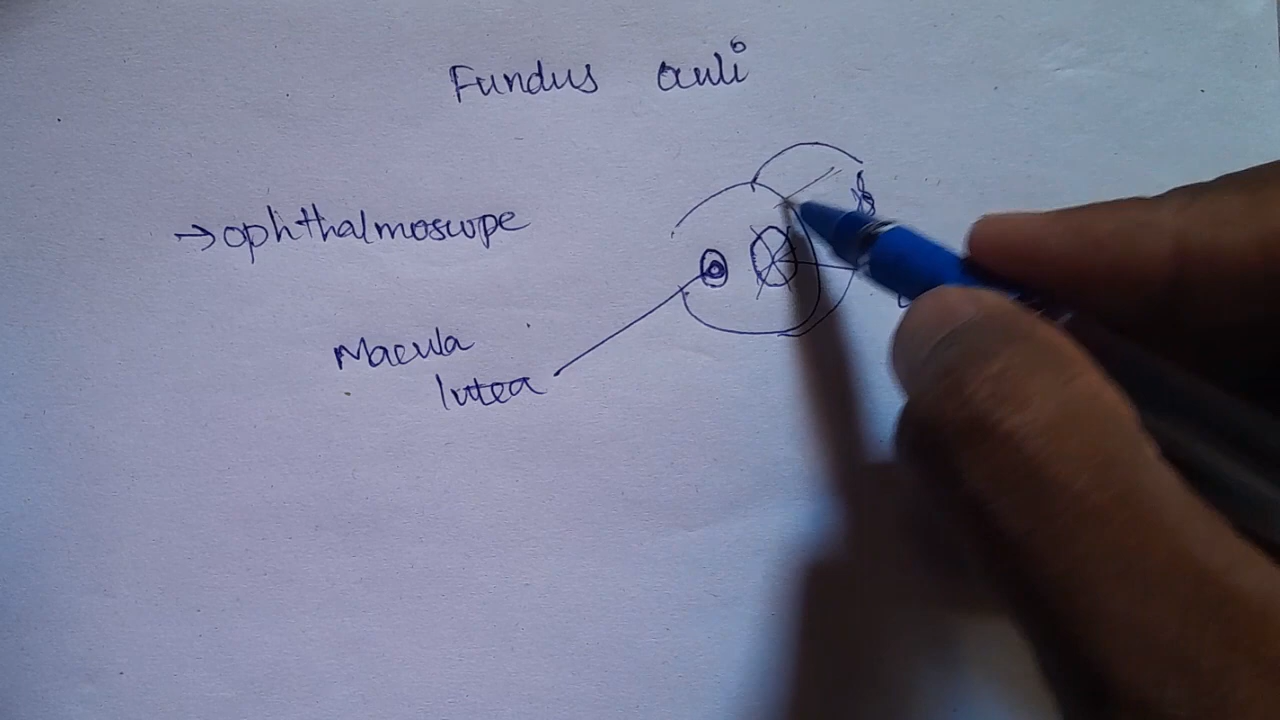 Fundus oculi
→ ophthalmoscope
Macula
lutea